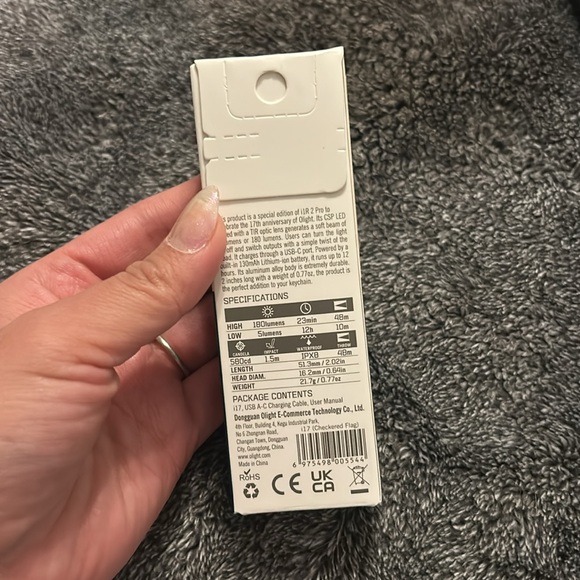 s product is a special edition of i1R 2 Pro to
ebrate the 17th anniversary of Olight. Its CSP LED
ed with a TIR optic lens generates a soft beam of
umens or 180 lumens. Users can turn the light
off and switch outputs with a simple twist of the
ad. It charges through a USB-C port. Powered by a
uilt-in 130mAh Lithium-ion battery, it runs up to 12
hours. Its aluminum alloy body is extremely durable.
2 inches long with a weight of 0.77oz, the product is
the perfect addition to your keychain.
SPECIFICATIONS
HIGH 180lumens 23min 48m
LOW 5lumens 12h 10m
CANDELA IMPACT WATERPROOF THROW
580cd 1.5m IPX8 48m
LENGTH 51.3mm / 2.02in
HEAD DIAM. 16.2mm / 0.64in
WEIGHT 21.7g / 0.77oz
PACKAGE CONTENTS
i17, USB A-C Charging Cable, User Manual
Dongguan Olight E-Commerce Technology Co., Ltd.
4th Floor, Building 4, Kegu Industrial Park,
No 6 Zhongnan Road,
Changan Town, Dongguan
City, Guangdong, China.
www.olight.com
Made in China
i17 (Checkered Flag)
6 975498 005544
RoHS
CE UK CA